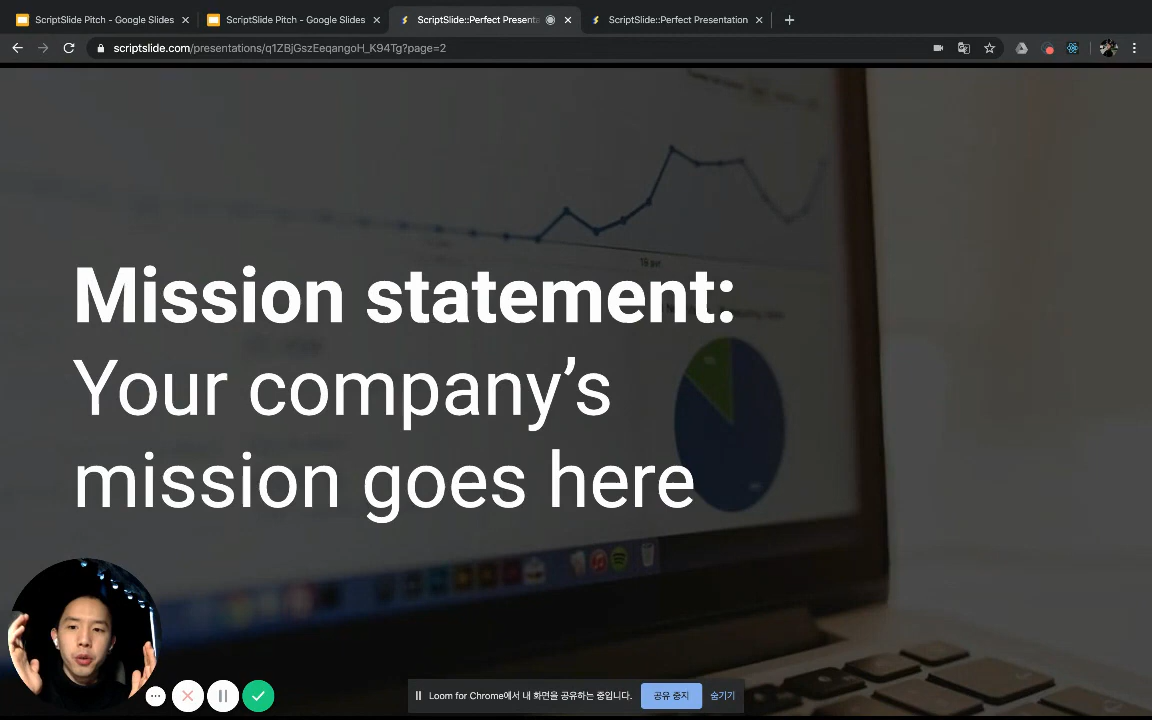 ScriptSlide Pitch - Google Slides
ScriptSlide Pitch - Google Slides
ScriptSlide::Perfect Presenta
ScriptSlide::Perfect Presentation
scriptslide.com/presentations/q1ZBjGszEeqangoH_K94Tg?page=2
Mission statement:
Your company’s
mission goes here
Loom for Chrome에서 내 화면을 공유하는 중입니다.
공유 중지
숨기기